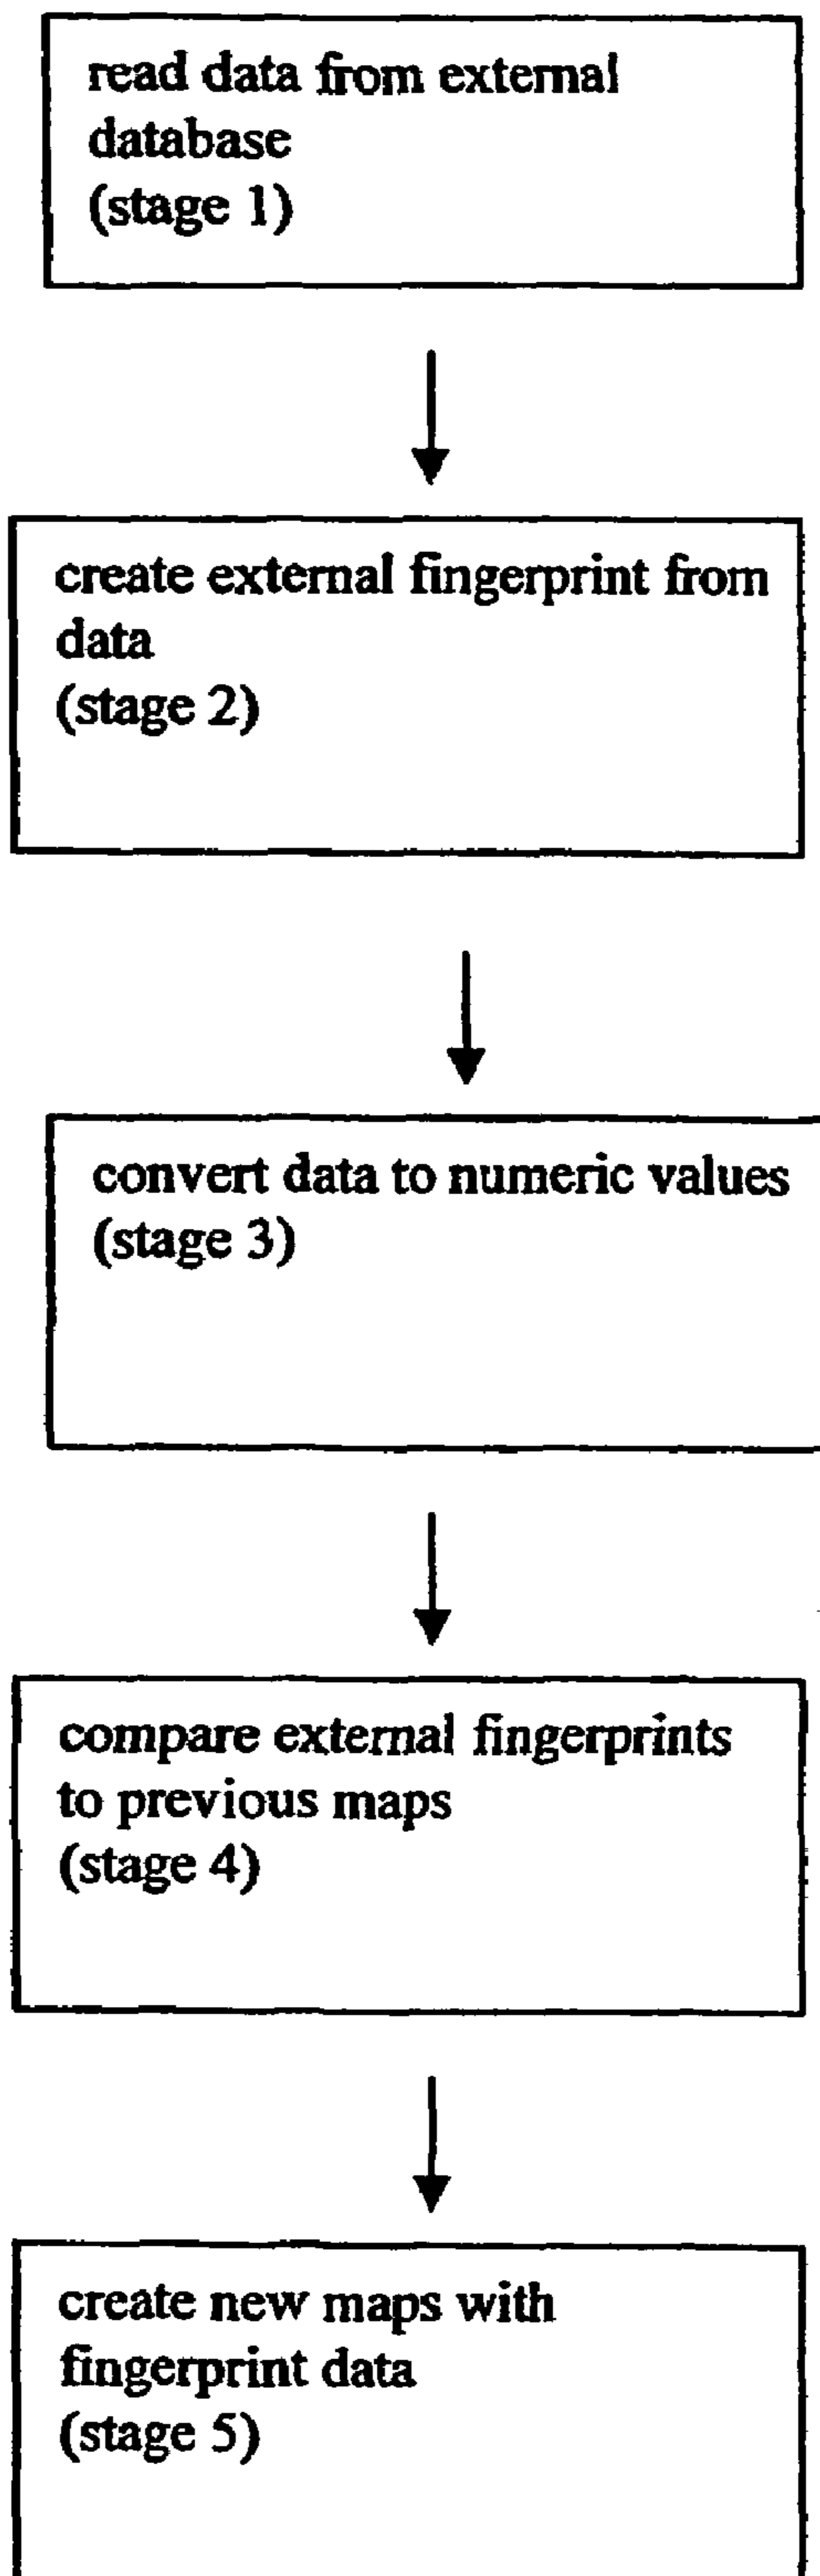 read data from external
database
(stage 1)
create external fingerprint from
data
(stage 2)
convert data to numeric values
(stage 3)
compare external fingerprints
to previous maps
(stage 4)
create new maps with
fingerprint data
(stage 5)